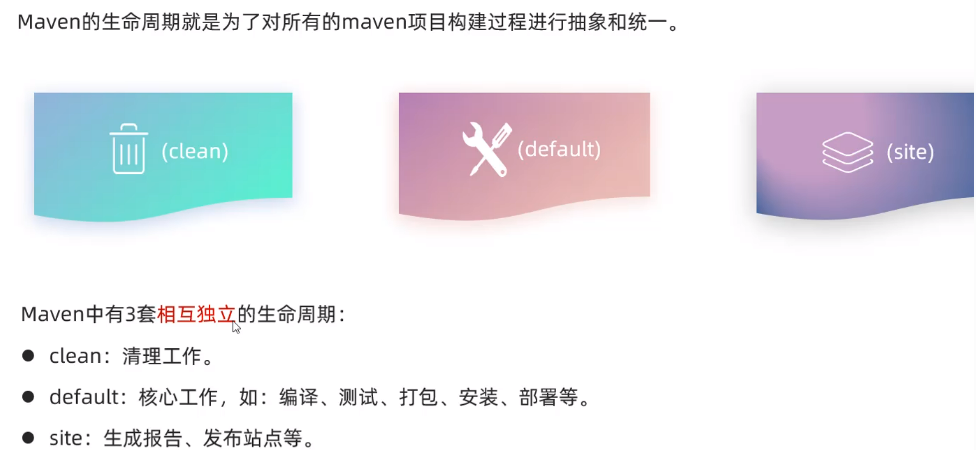 Maven的生命周期就是为了对所有的maven项目构建过程进行抽象和统一。
(clean)
(default)
(site)
Maven中有3套相互独立的生命周期：
● clean：清理工作。
● default：核心工作，如：编译、测试、打包、安装、部署等。
● site：生成报告、发布站点等。